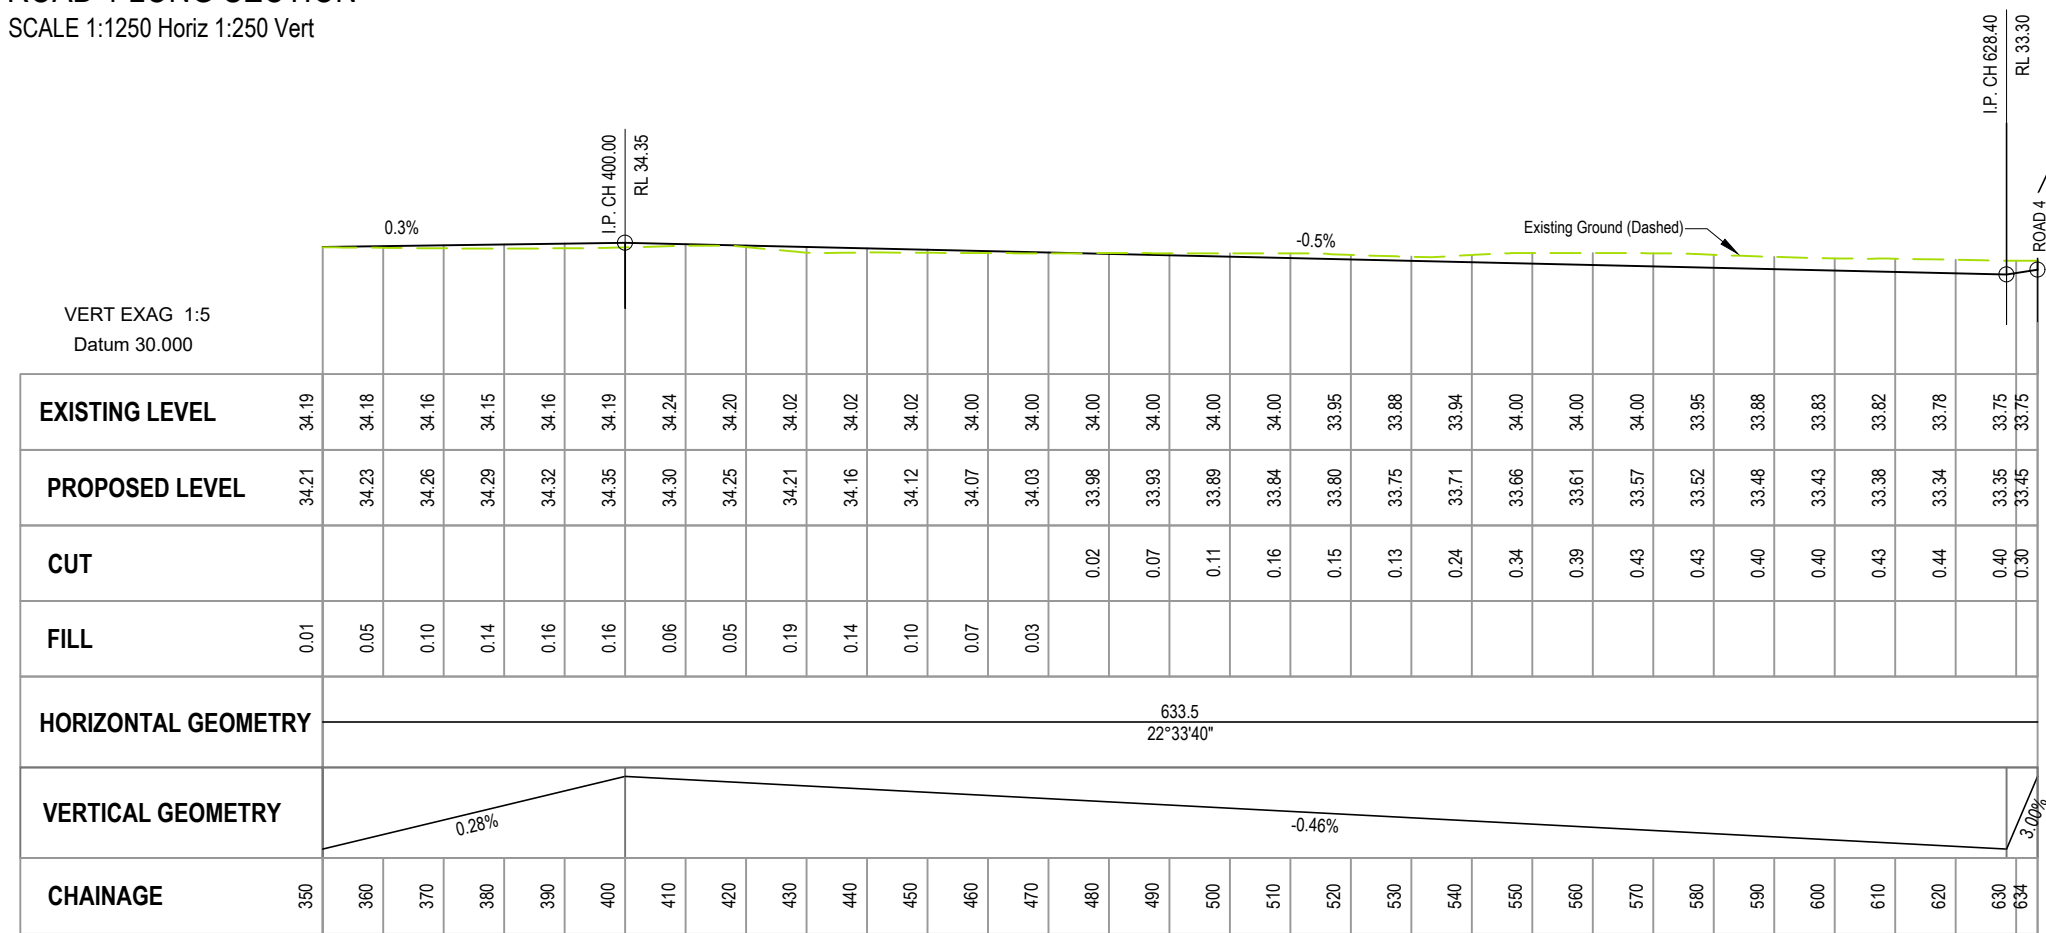 SCALE 1:1250 Horiz 1:250 Vert
I.P. CH 628.40
RL 33.30
I.P. CH 400.00
RL 34.35
ROAD 4
0.3%
-0.5%
Existing Ground (Dashed)
VERT EXAG 1:5
Datum 30.000
EXISTING LEVEL 34.19 34.18 34.16 34.15 34.16 34.19 34.24 34.20 34.02 34.02 34.02 34.00 34.00 34.00 34.00 34.00 34.00 33.95 33.88 33.94 34.00 34.00 34.00 33.95 33.88 33.83 33.82 33.78 33.75 33.75
PROPOSED LEVEL 34.21 34.23 34.26 34.29 34.32 34.35 34.30 34.25 34.21 34.16 34.12 34.07 34.03 33.98 33.93 33.89 33.84 33.80 33.75 33.71 33.66 33.61 33.57 33.52 33.48 33.43 33.38 33.34 33.35 33.45
CUT 0.02 0.07 0.11 0.16 0.15 0.13 0.24 0.34 0.39 0.43 0.43 0.40 0.40 0.43 0.44 0.40 0.30
FILL 0.01 0.05 0.10 0.14 0.16 0.16 0.06 0.05 0.19 0.14 0.10 0.07 0.03
HORIZONTAL GEOMETRY 633.5
22°33'40"
VERTICAL GEOMETRY 0.28% -0.46% 3.00%
CHAINAGE 350 360 370 380 390 400 410 420 430 440 450 460 470 480 490 500 510 520 530 540 550 560 570 580 590 600 610 620 630 634